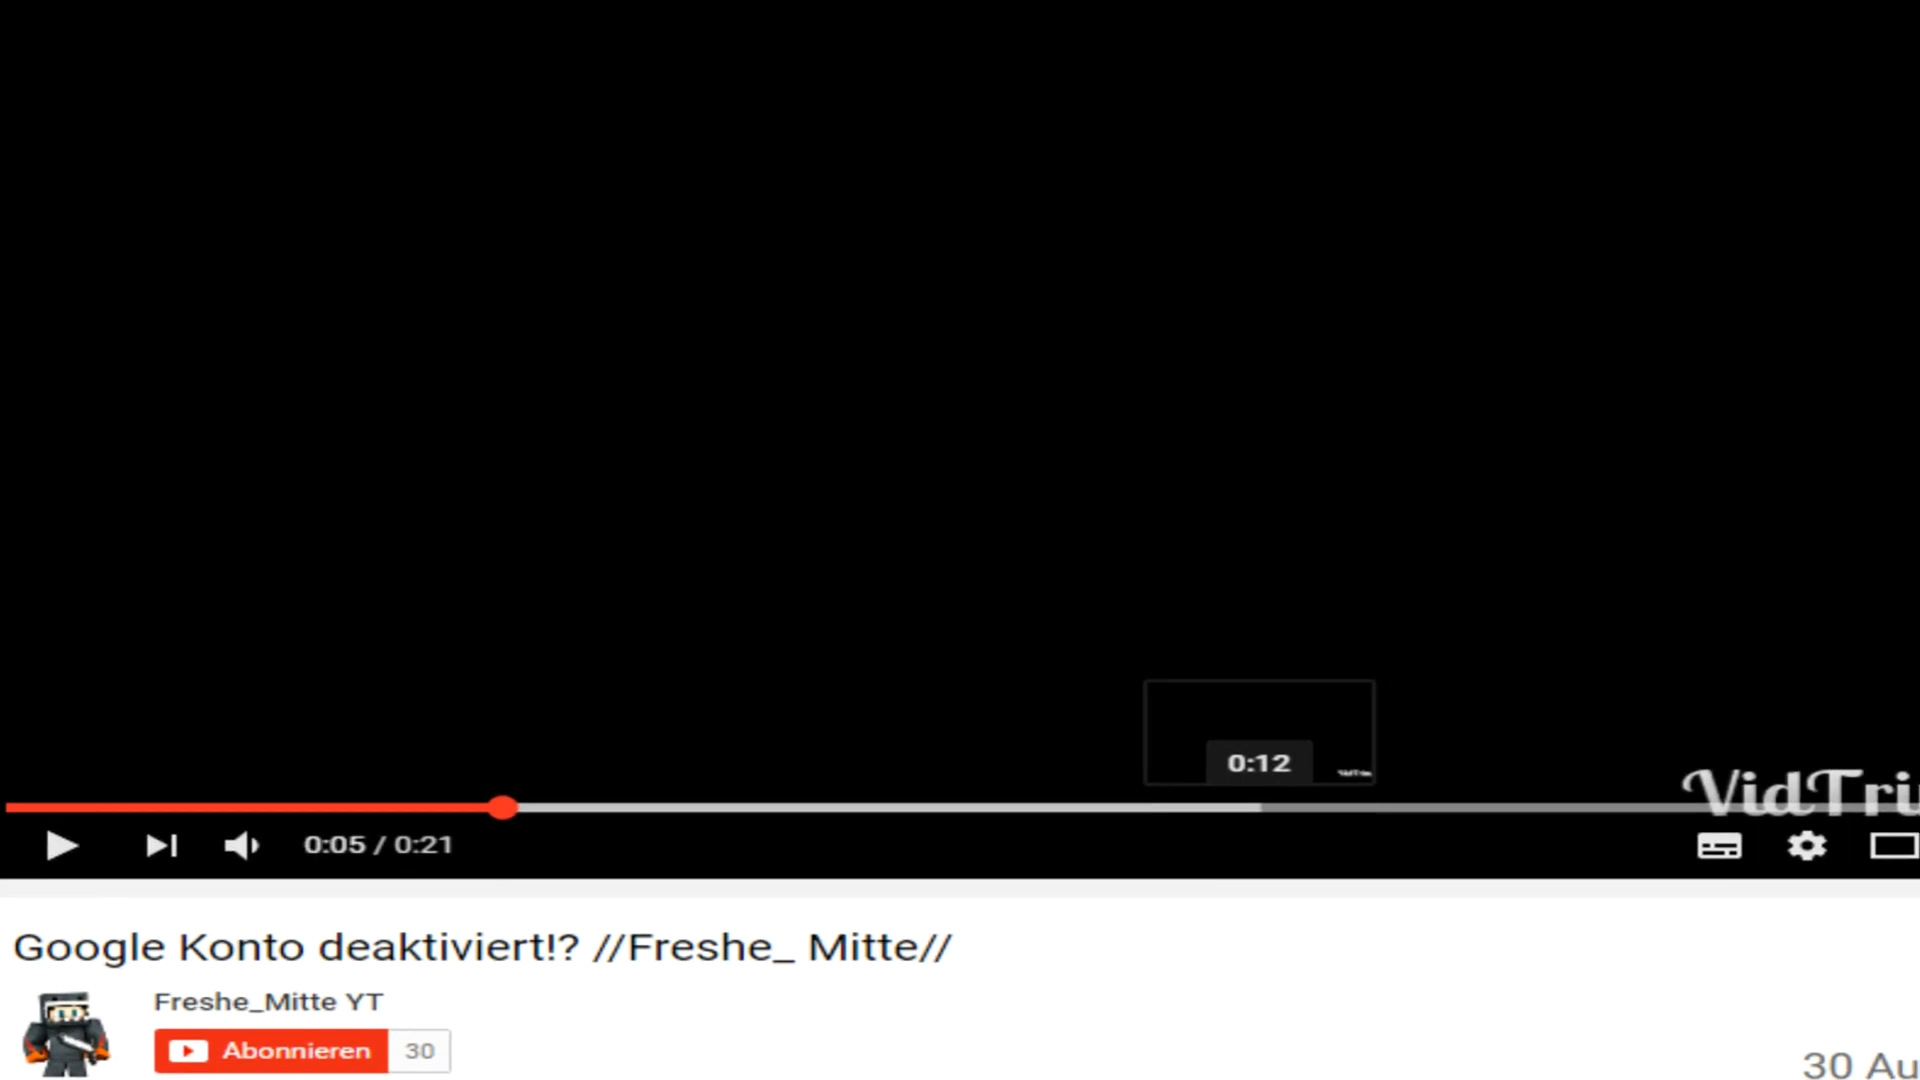 0:12
VidTri
0:05 / 0:21
Google Konto deaktiviert!? //Freshe_ Mitte//
Freshe_Mitte YT
Abonnieren 30
30 Au